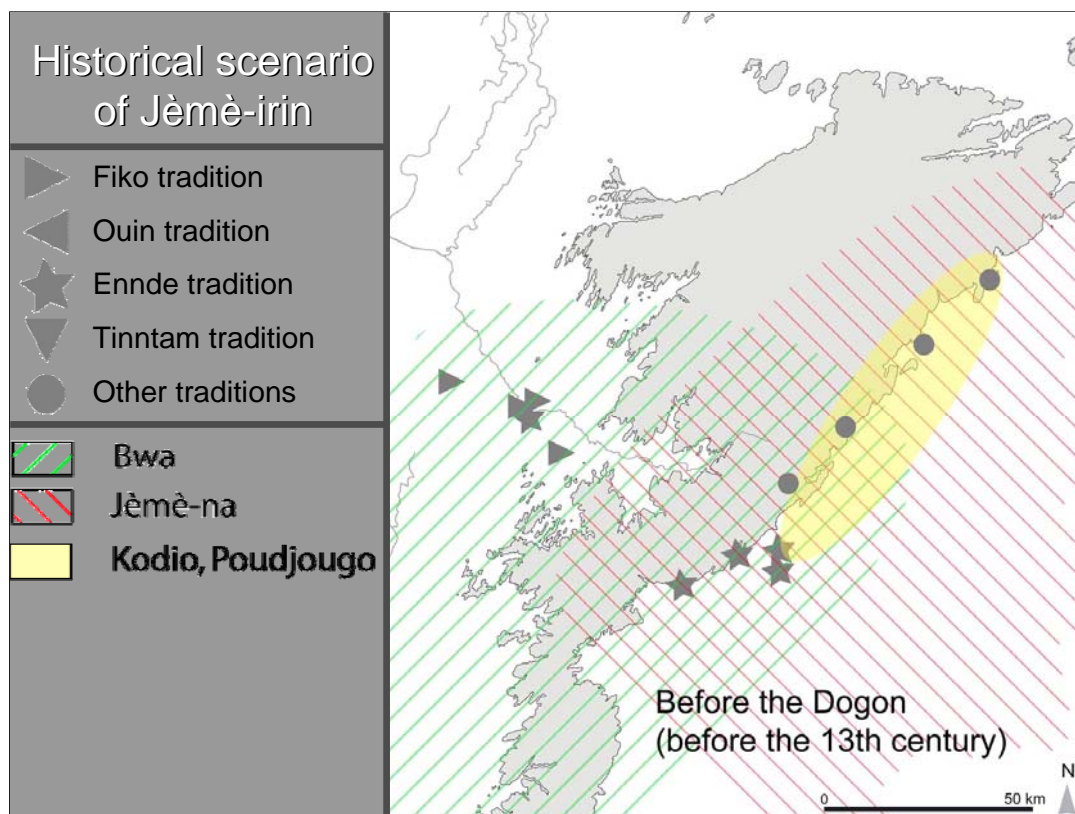 Historical scenario
of Jèmè-irin
Fiko tradition
Ouin tradition
Ennde tradition
Tinntam tradition
Other traditions
Bwa
Jèmè-na
Kodio, Poudjougo
Before the Dogon
(before the 13th century)
N
0 50 km